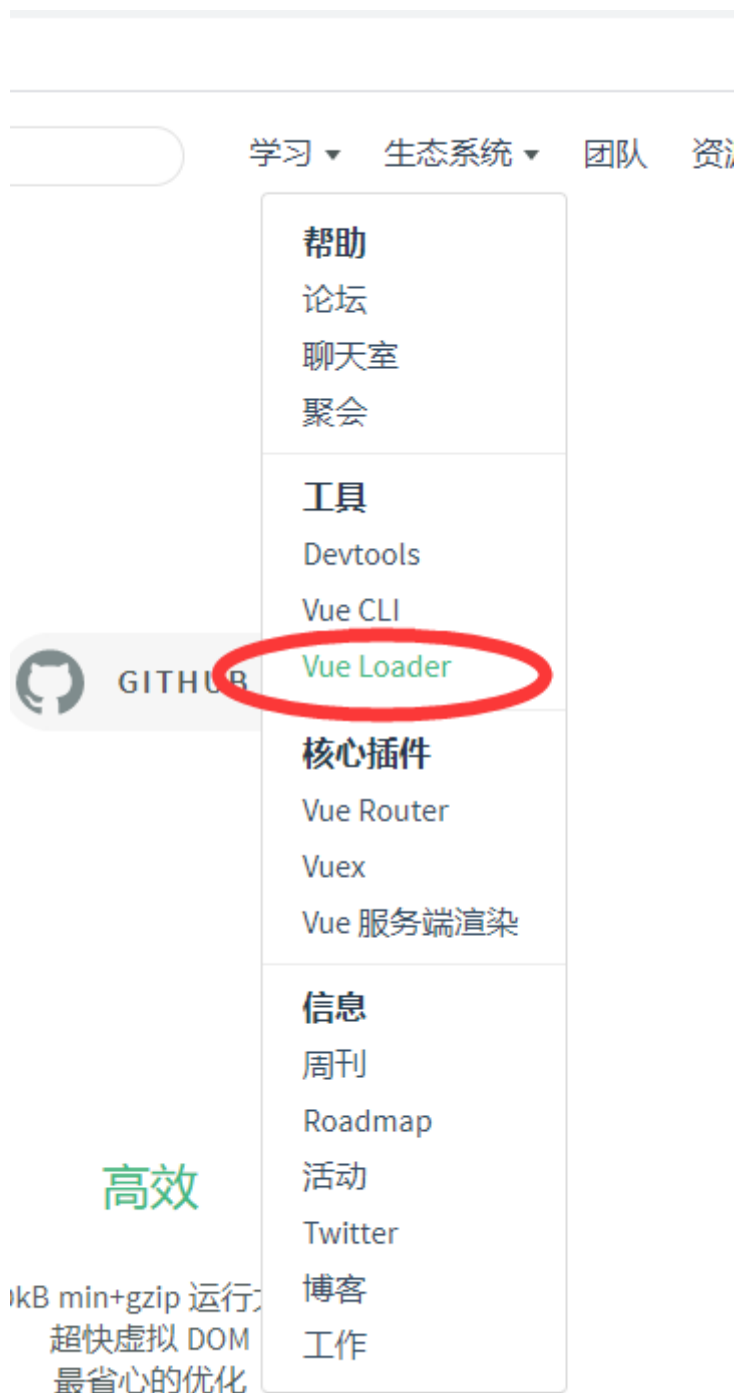 学习
生态系统
团队
帮助
论坛
聊天室
聚会
工具
Devtools
Vue CLI
Vue Loader
GITHUB
核心插件
Vue Router
Vuex
Vue 服务端渲染
信息
周刊
Roadmap
活动
Twitter
博客
工作
高效
kB min+gzip 运行
超快虚拟 DOM
最省心的优化